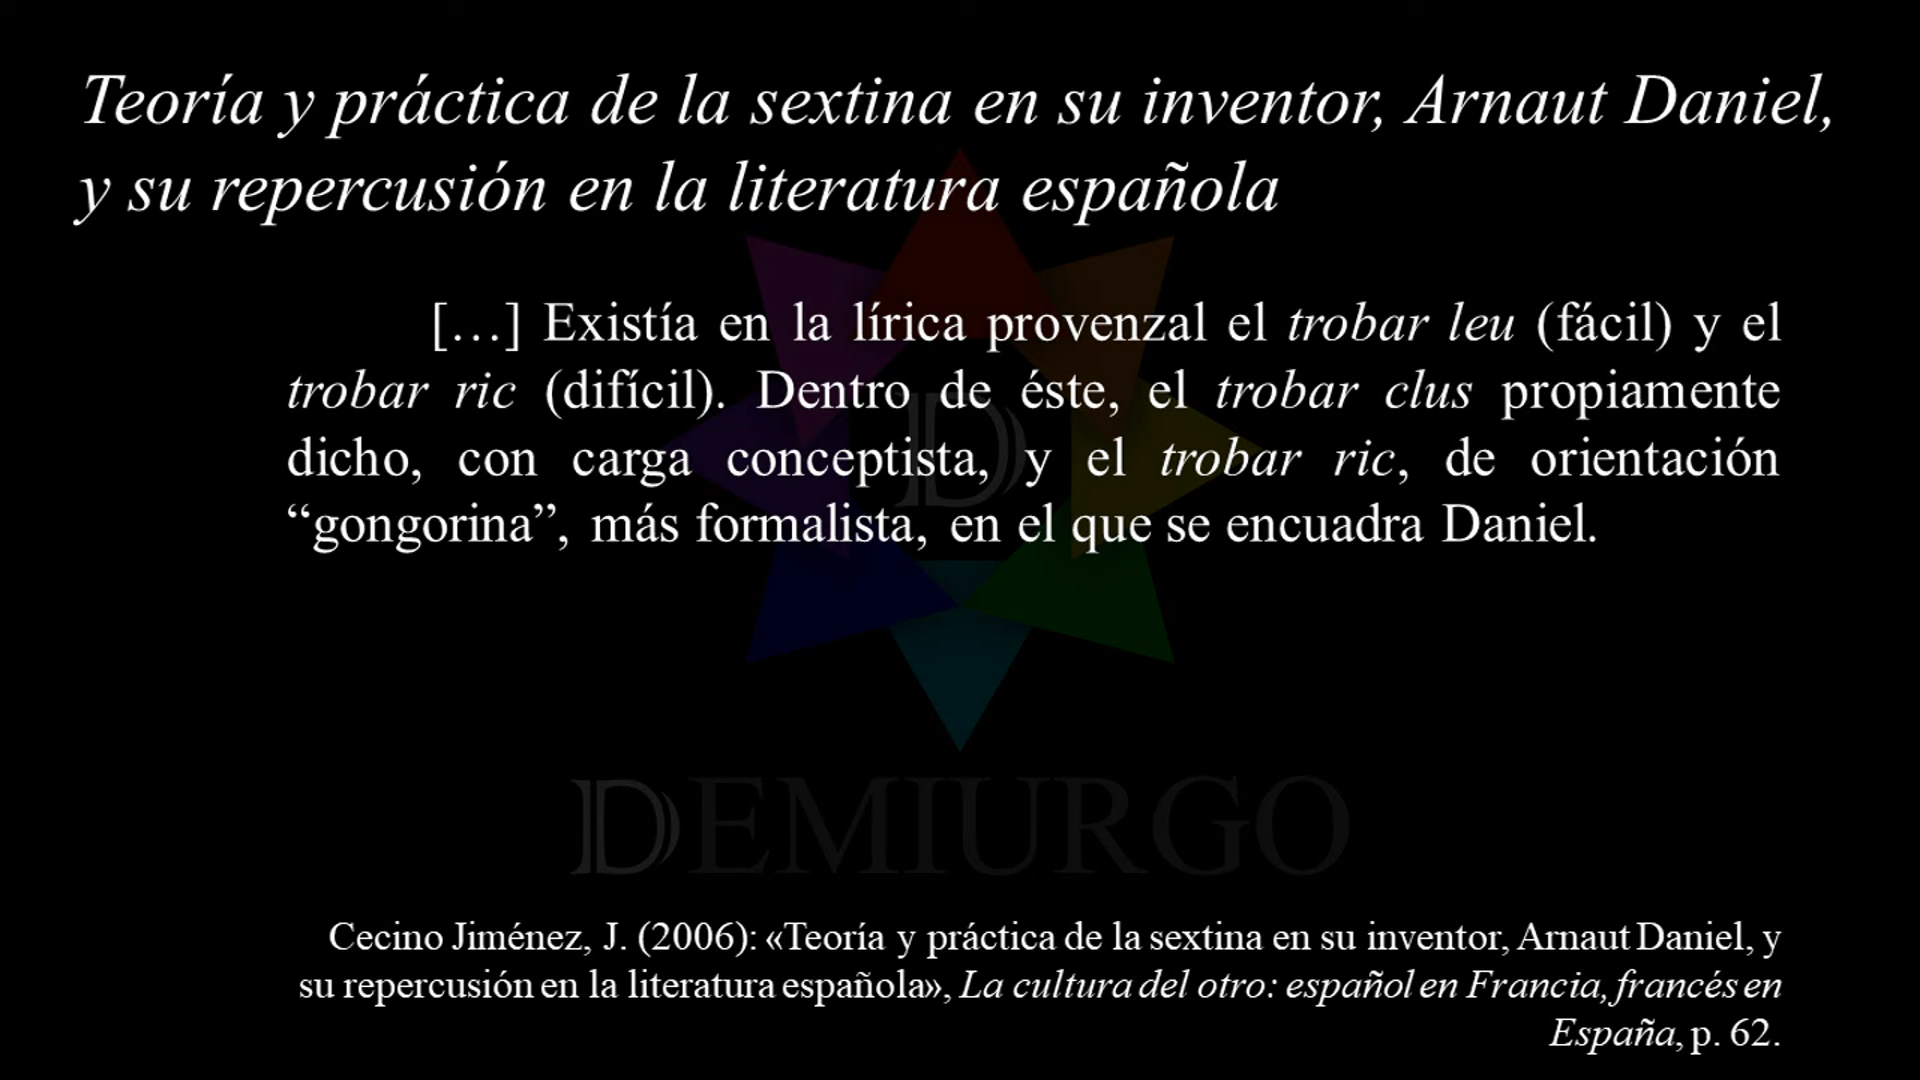 Teoría y práctica de la sextina en su inventor, Arnaut Daniel,
y su repercusión en la literatura española
[…] Existía en la lírica provenzal el trobar leu (fácil) y el
trobar ric (difícil). Dentro de éste, el trobar clus propiamente
dicho, con carga conceptista, y el trobar ric, de orientación
“gongorina”, más formalista, en el que se encuadra Daniel.
D
DEMIURGO
Cecino Jiménez, J. (2006): «Teoría y práctica de la sextina en su inventor, Arnaut Daniel, y
su repercusión en la literatura española», La cultura del otro: español en Francia, francés en
España, p. 62.